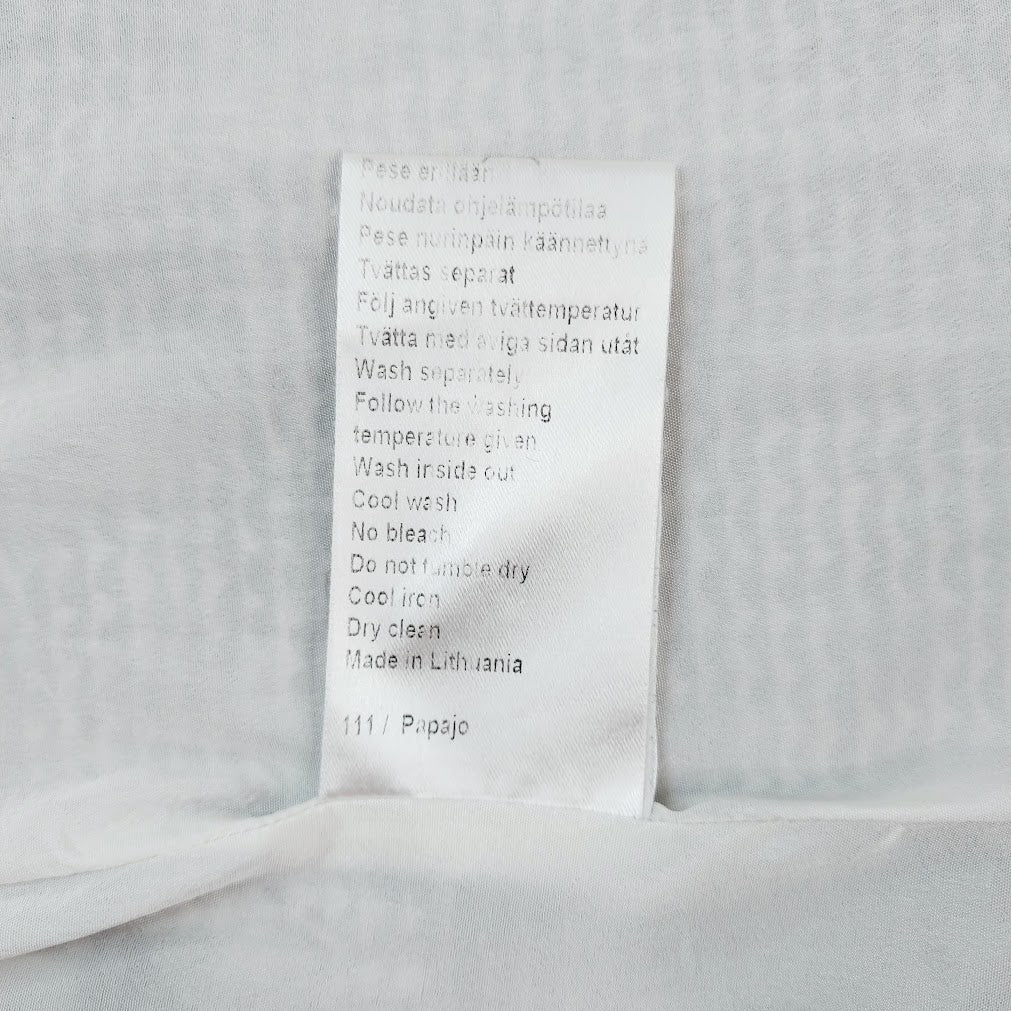 Pese erillään
Noudata ohjelämpötilaa
Pese nurinpäin käännettynä
Tvättas separat
Följ angiven tvättemperatur
Tvätta med aviga sidan utåt
Wash separately
Follow the washing
temperature given
Wash inside out
Cool wash
No bleach
Do not tumble dry
Cool iron
Dry clean
Made in Lithuania
111 / Papajo